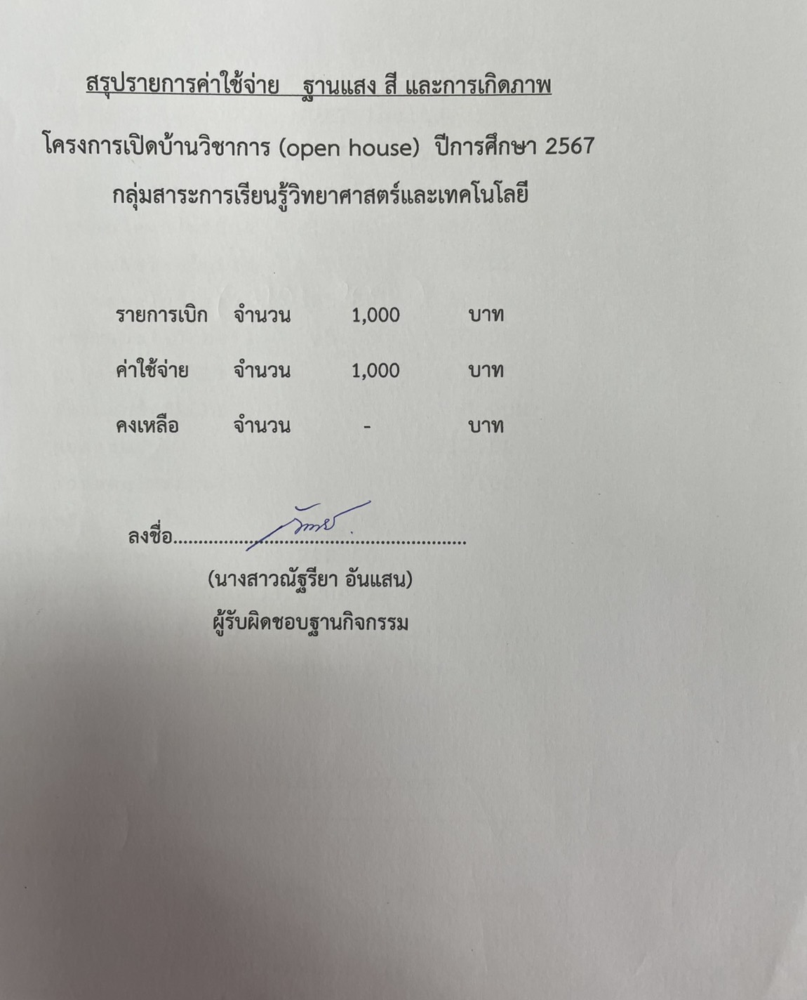 สรุปรายการค่าใช้จ่าย ฐานแสง สี และการเกิดภาพ
โครงการเปิดบ้านวิชาการ (open house) ปีการศึกษา 2567
กลุ่มสาระการเรียนรู้วิทยาศาสตร์และเทคโนโลยี
รายการเบิก จำนวน 1,000 บาท
ค่าใช้จ่าย จำนวน 1,000 บาท
คงเหลือ จำนวน - บาท
ลงชื่อ..........................................................
(นางสาวณัฐรียา อันแสน)
ผู้รับผิดชอบฐานกิจกรรม